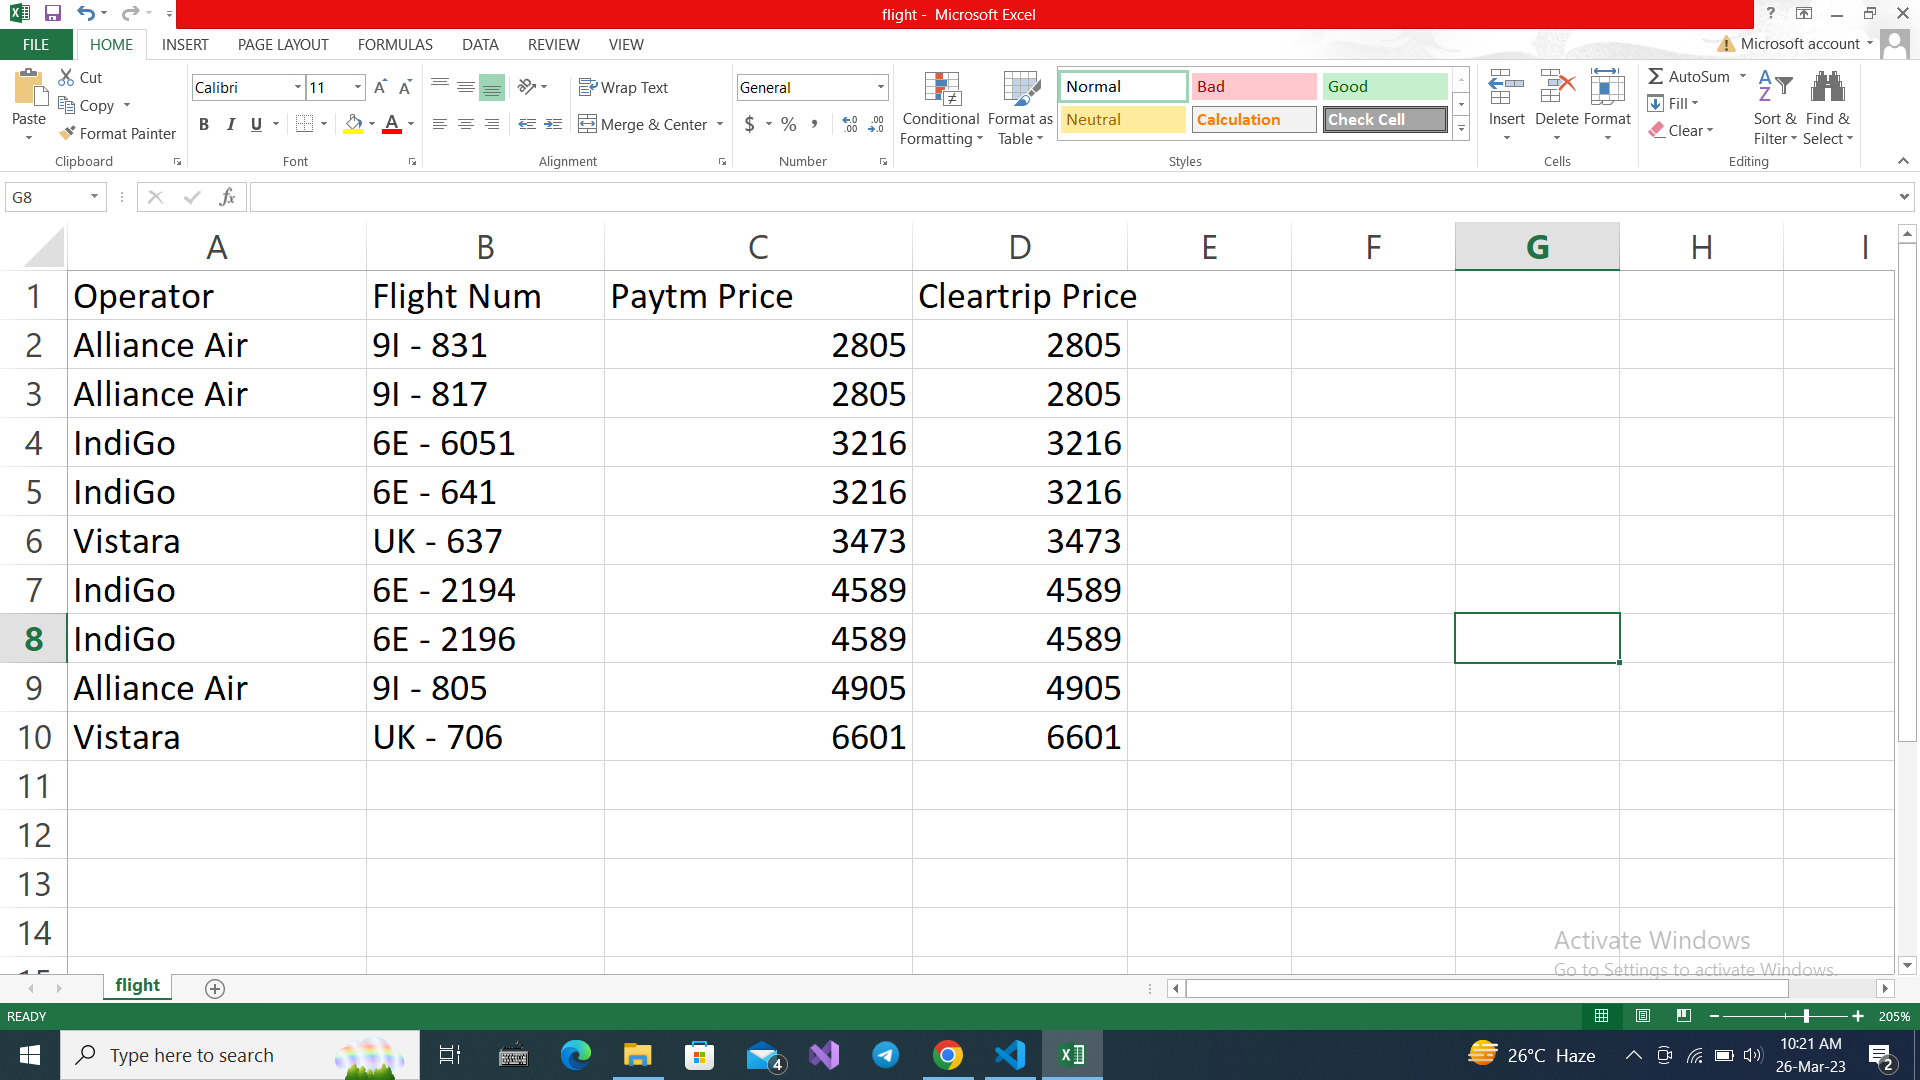 flight - Microsoft Excel
?
FILE HOME INSERT PAGE LAYOUT FORMULAS DATA REVIEW VIEW Microsoft account
Paste Cut Copy Format Painter Clipboard
Calibri 11 B I U A Font
Wrap Text Merge & Center Alignment
General $ % , Number
Conditional Formatting Format as Table
Normal Bad Good
Neutral Calculation Check Cell
Styles
Insert Delete Format Cells
AutoSum Fill Clear Sort & Filter Find & Select Editing
G8 fx
A B C D E F G H I
1 Operator Flight Num Paytm Price Cleartrip Price
2 Alliance Air 9I - 831 2805 2805
3 Alliance Air 9I - 817 2805 2805
4 IndiGo 6E - 6051 3216 3216
5 IndiGo 6E - 641 3216 3216
6 Vistara UK - 637 3473 3473
7 IndiGo 6E - 2194 4589 4589
8 IndiGo 6E - 2196 4589 4589
9 Alliance Air 9I - 805 4905 4905
10 Vistara UK - 706 6601 6601
11
12
13
14
Activate Windows
Go to Settings to activate Windows.
flight
READY 205%
Type here to search 4 26°C Haze 10:21 AM
26-Mar-23 2